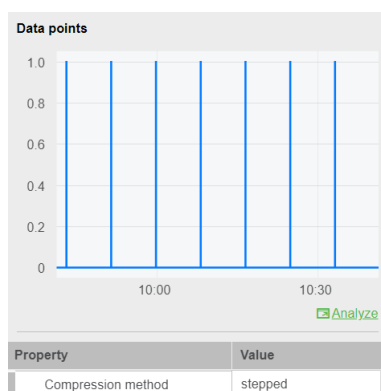 Data points
1.0
0.8
0.6
0.4
0.2
0
10:00 10:30
Analyze
Property Value
Compression method stepped